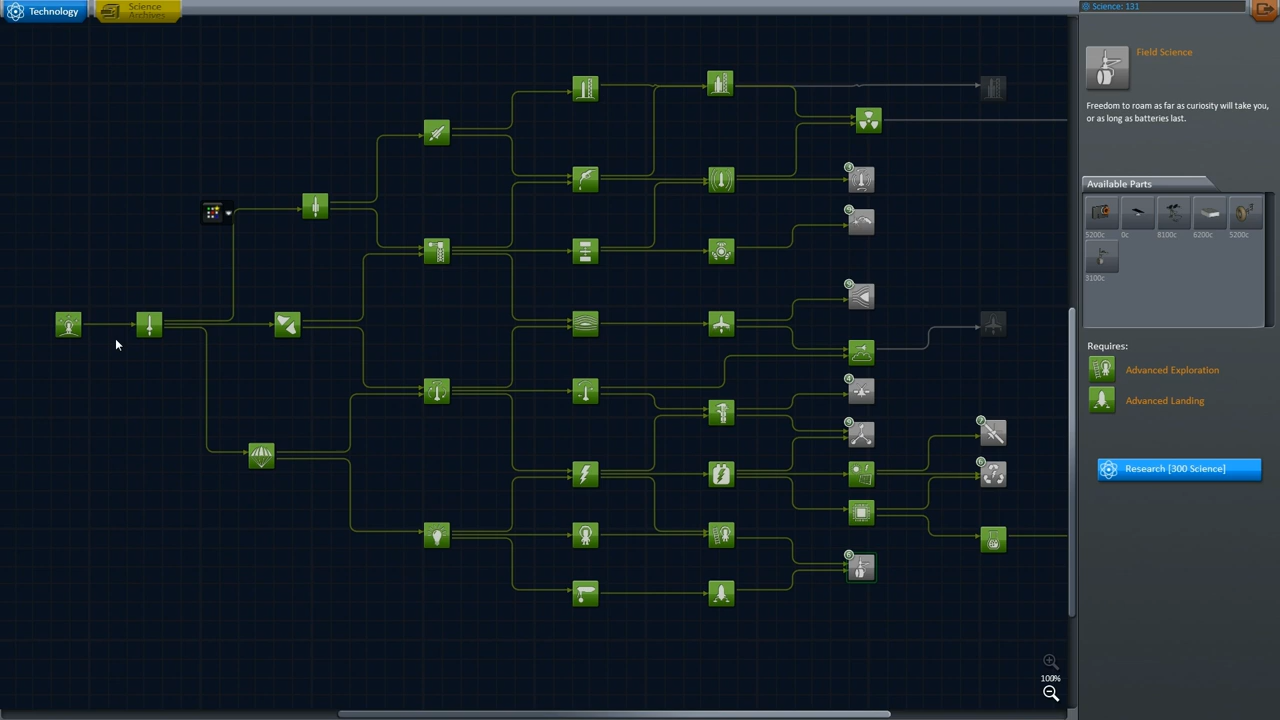 Technology
Science
Archives
Science: 131
Field Science
Freedom to roam as far as curiosity will take you,
or as long as batteries last.
Available Parts
5200c 0c 8100c 6200c 5200c
3100c
Requires:
Advanced Exploration
Advanced Landing
Research [300 Science]
100%